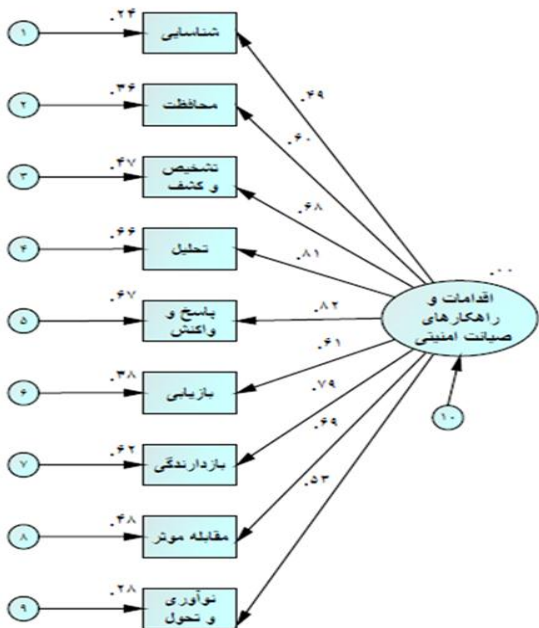 ۱
.۲۴
شناسایی
.۴۹
۲
.۳۶
محافظت
.۶۰
۳
.۴۷
تشخیص
و کشف
.۶۸
۴
.۶۶
تحلیل
.۸۱
.۰۰
اقدامات و
راهکارهای
صیانت امنیتی
۵
.۶۷
پاسخ و
واکنش
.۸۲
۶
.۳۸
بازیابی
.۶۱
۷
.۶۲
بازدارندگی
.۷۹
۱۰
۸
.۴۸
مقابله موثر
.۶۹
۹
.۲۸
نوآوری
و تحول
.۵۳